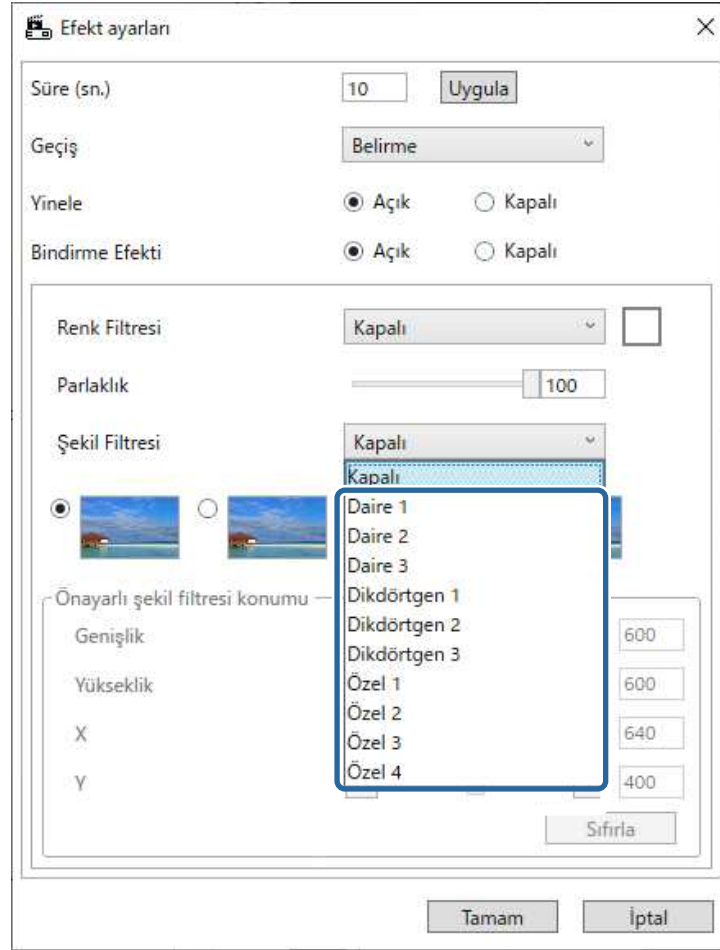 Efekt ayarları
Süre (sn.) 10 Uygula
Geçiş Belirme
Yinele Açık Kapalı
Bindirme Efekti Açık Kapalı
Renk Filtresi Kapalı
Parlaklık 100
Şekil Filtresi Kapalı
Kapalı
Daire 1
Daire 2
Daire 3
Dikdörtgen 1
Dikdörtgen 2
Dikdörtgen 3
Özel 1
Özel 2
Özel 3
Özel 4
Önayarlı şekil filtresi konumu
Genişlik 600
Yükseklik 600
X 640
Y 400
Sıfırla
Tamam İptal